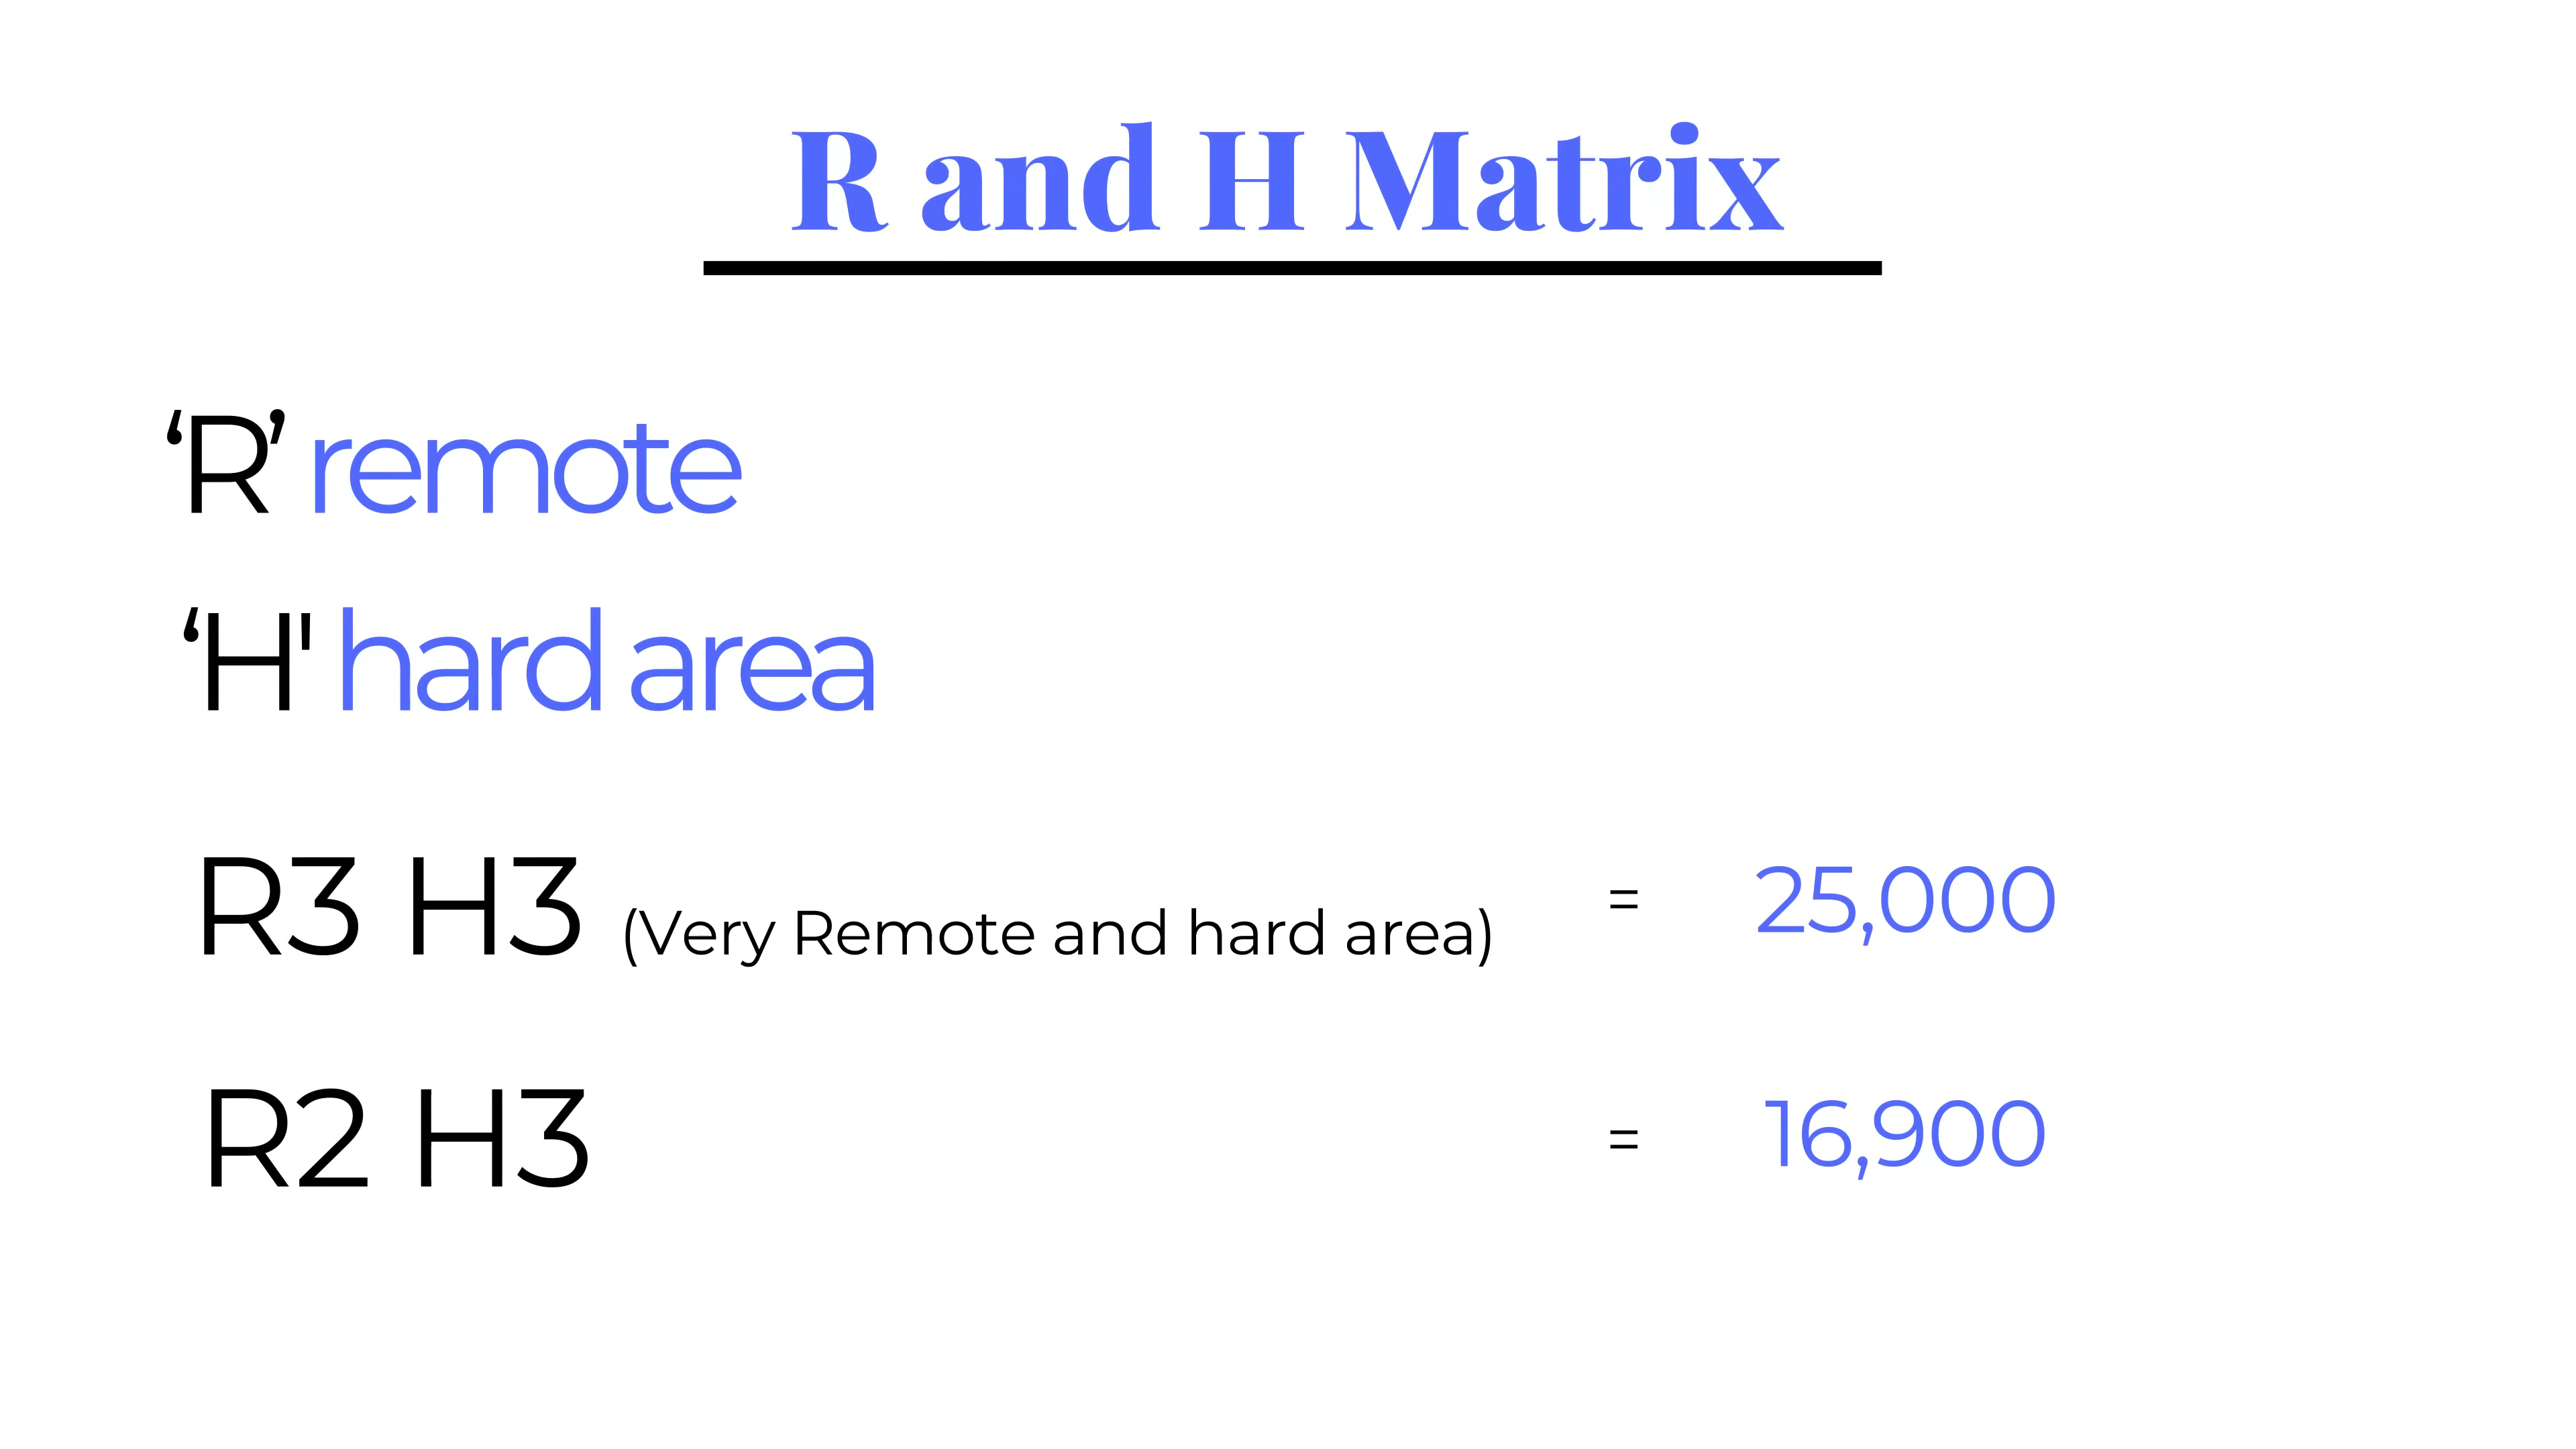 R and H Matrix
‘R’ remote
‘H' hard area
R3 H3 (Very Remote and hard area) = 25,000
R2 H3 = 16,900